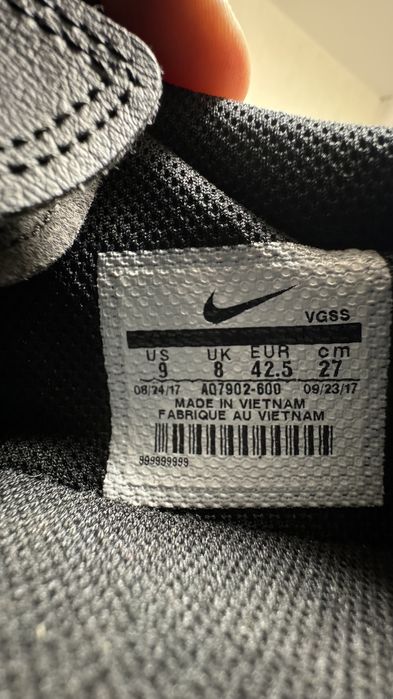 VGSS
US UK EUR cm
9 8 42.5 27
08/24/17 AQ7902-600 09/23/17
MADE IN VIETNAM
FABRIQUE AU VIETNAM
999999999